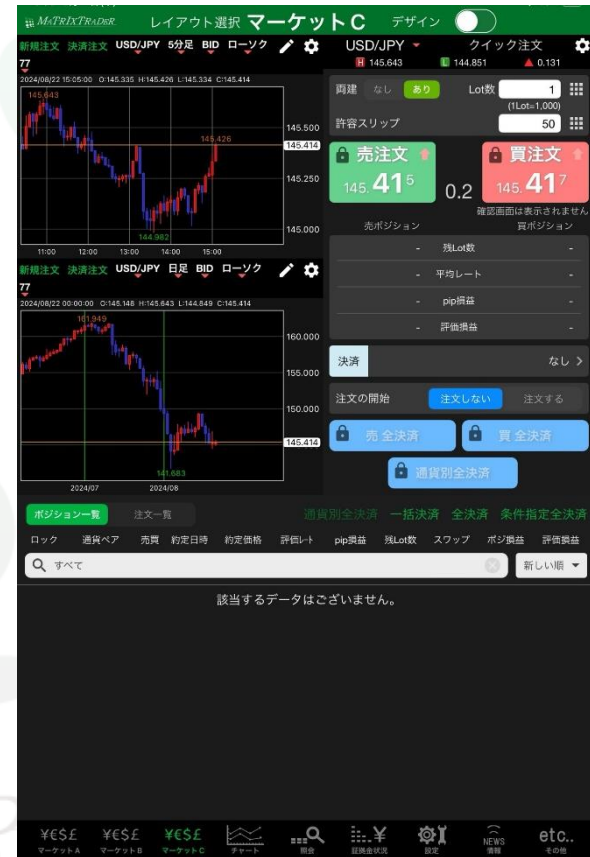 MATRIXTRADER レイアウト選択 マーケットC デザイン
新規注文 決済注文 USD/JPY 5分足 BID ローソク
77
2024/08/22 15:05:00 O:145.335 H:145.426 L:145.334 C:145.414
145.643
145.426
145.500
145.414
145.250
145.000
144.982
11:00 12:00 13:00 14:00 15:00
新規注文 決済注文 USD/JPY 日足 BID ローソク
77
2024/08/22 00:00:00 O:145.148 H:145.643 L:144.849 C:145.414
161.949
160.000
155.000
150.000
145.414
141.683
2024/07 2024/08
USD/JPY クイック注文
H 145.643 L 144.851 0.131
両建 なし あり Lot数 1
(1Lot=1,000)
許容スリップ 50
売注文 買注文
145.415 0.2 145.417
確認画面は表示されません
売ポジション 買ポジション
- 残Lot数 -
- 平均レート -
- pip損益 -
- 評価損益 -
決済 なし
注文の開始 注文しない 注文する
売 全決済 買 全決済
通貨別全決済
ポジション一覧 注文一覧 通貨別全決済 一括決済 全決済 条件指定全決済
ロック 通貨ペア 売買 約定日時 約定価格 評価レート pip損益 残Lot数 スワップ ポジ損益 評価損益
すべて 新しい順
該当するデータはございません。
¥€$£ ¥€$£ ¥€$£ ¥ NEWS etc..
マーケットA マーケットB マーケットC チャート 照会 証拠金状況 設定 情報 その他